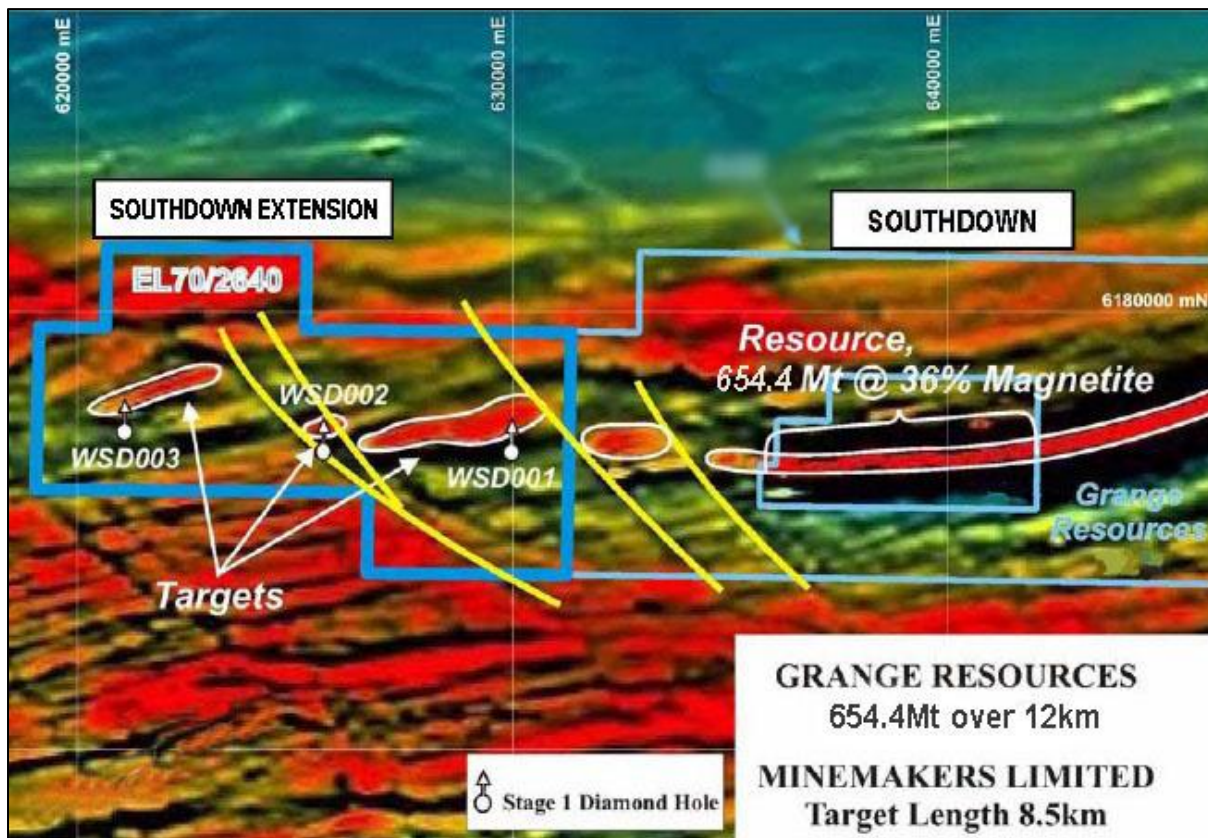 620000 mE
630000 mE
640000 mE
SOUTHDOWN EXTENSION
SOUTHDOWN
EL70/2640
6180000 mN
Resource,
654.4 Mt @ 36% Magnetite
WSD002
WSD003
WSD001
Grange
Resources
Targets
GRANGE RESOURCES
654.4Mt over 12km
MINEMAKERS LIMITED
Target Length 8.5km
Stage 1 Diamond Hole